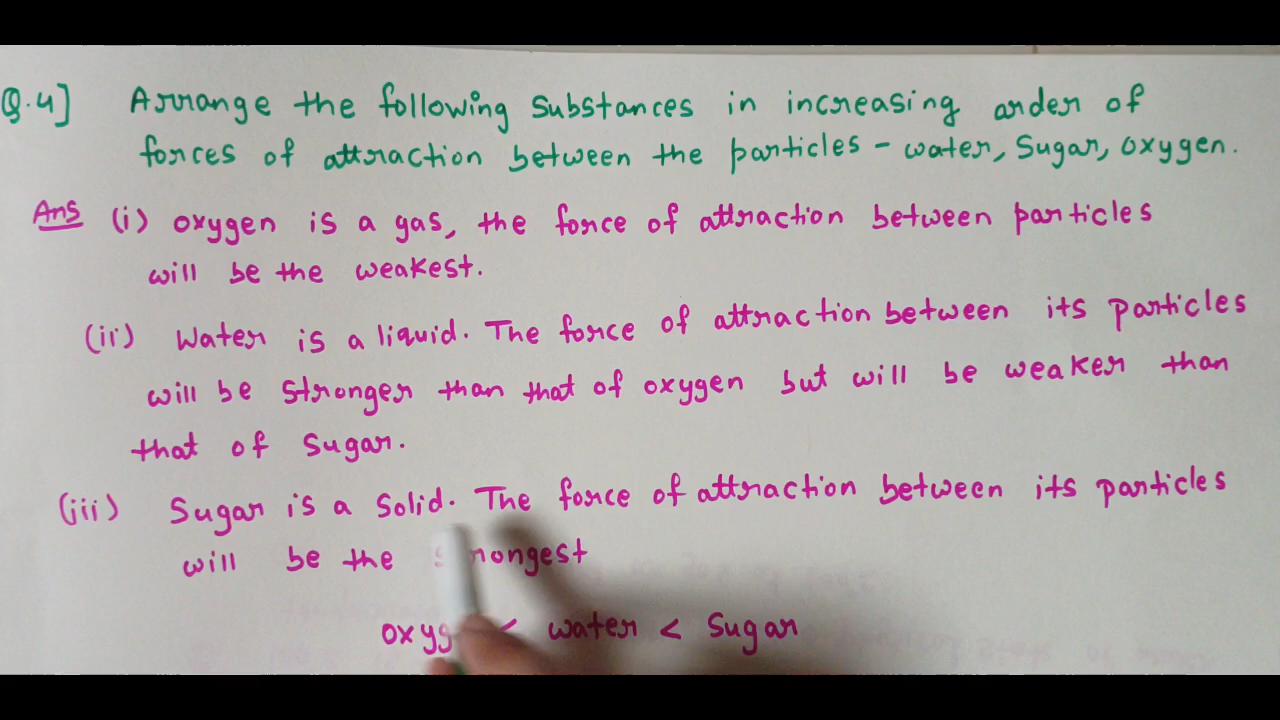 Q.4] Arrange the following substances in increasing order of
forces of attraction between the particles - water, Sugar, oxygen.
Ans (i) oxygen is a gas, the force of attraction between particles
will be the weakest.
(ii) Water is a liquid. The force of attraction between its particles
will be stronger than that of oxygen but will be weaker than
that of Sugar.
(iii) Sugar is a Solid. The force of attraction between its particles
will be the strongest
oxygen < water < Sugar